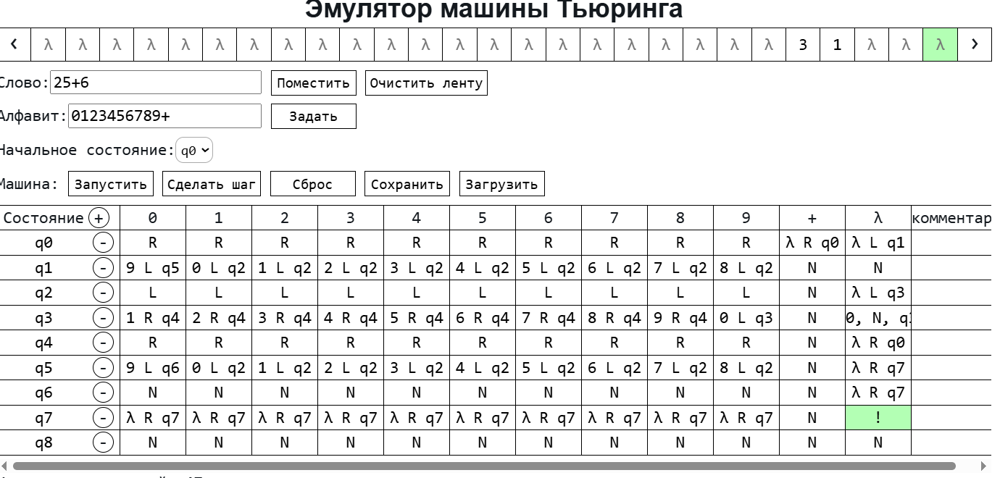 Эмулятор машины Тьюринга
< λ λ λ λ λ λ λ λ λ λ λ λ λ λ λ λ λ λ λ λ λ λ 3 1 λ λ λ >
Слово: 25+6 Поместить Очистить ленту
Алфавит: 0123456789+ Задать
Начальное состояние: q0
Машина: Запустить Сделать шаг Сброс Сохранить Загрузить
Состояние + 0 1 2 3 4 5 6 7 8 9 + λ комментар
q0 - R R R R R R R R R R λ R q0 λ L q1
q1 - 9 L q5 0 L q2 1 L q2 2 L q2 3 L q2 4 L q2 5 L q2 6 L q2 7 L q2 8 L q2 N N
q2 - L L L L L L L L L L N λ L q3
q3 - 1 R q4 2 R q4 3 R q4 4 R q4 5 R q4 6 R q4 7 R q4 8 R q4 9 R q4 0 L q3 N 0, N, q
q4 - R R R R R R R R R R N λ R q0
q5 - 9 L q6 0 L q2 1 L q2 2 L q2 3 L q2 4 L q2 5 L q2 6 L q2 7 L q2 8 L q2 N λ R q7
q6 - N N N N N N N N N N N λ R q7
q7 - λ R q7 λ R q7 λ R q7 λ R q7 λ R q7 λ R q7 λ R q7 λ R q7 λ R q7 λ R q7 N !
q8 - N N N N N N N N N N N N